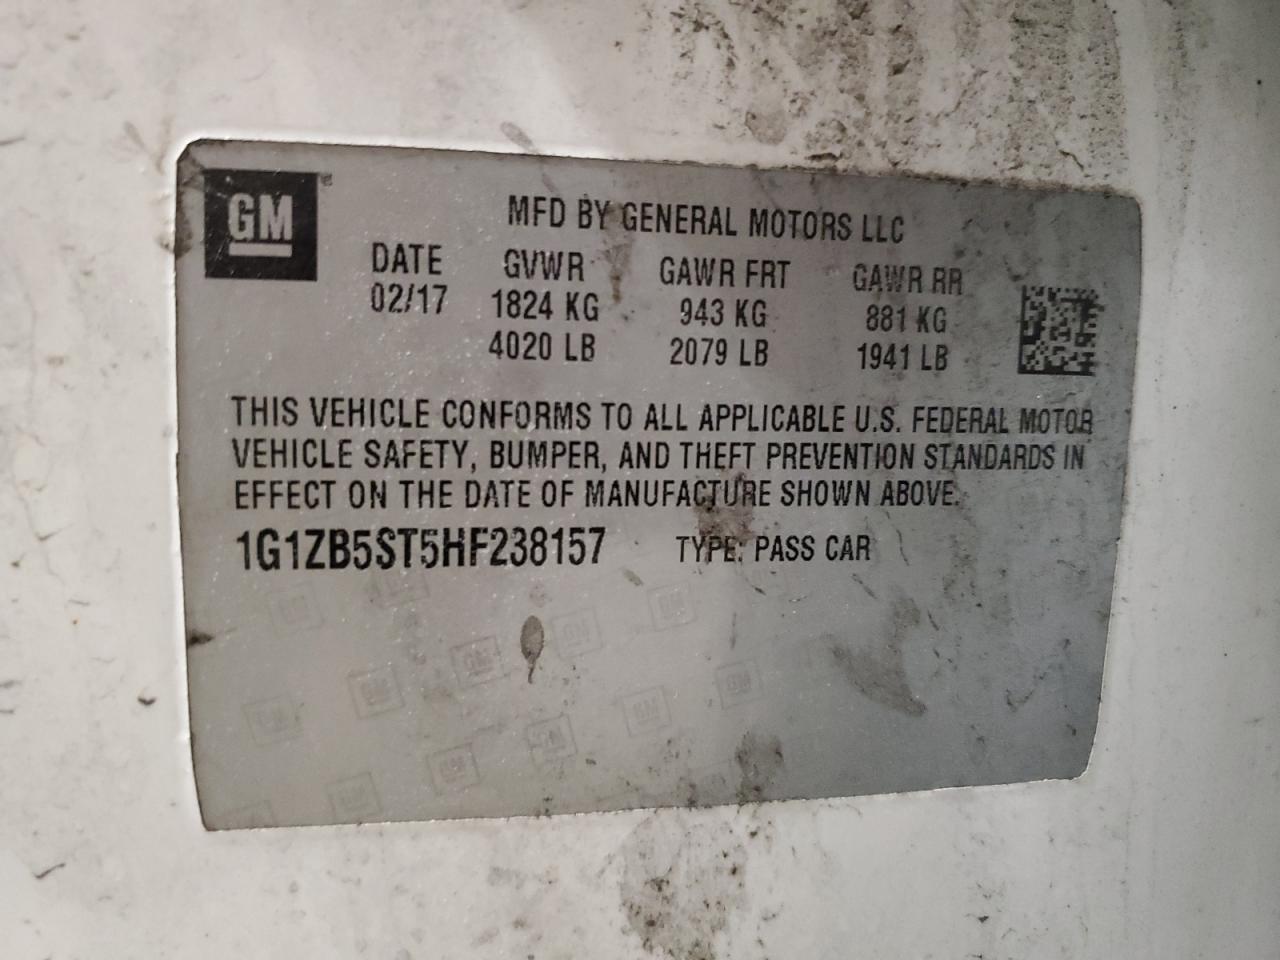 GM
MFD BY GENERAL MOTORS LLC
DATE GVWR GAWR FRT GAWR RR
02/17 1824 KG 943 KG 881 KG
4020 LB 2079 LB 1941 LB
THIS VEHICLE CONFORMS TO ALL APPLICABLE U.S. FEDERAL MOTOR
VEHICLE SAFETY, BUMPER, AND THEFT PREVENTION STANDARDS IN
EFFECT ON THE DATE OF MANUFACTURE SHOWN ABOVE.
1G1ZB5ST5HF238157 TYPE: PASS CAR